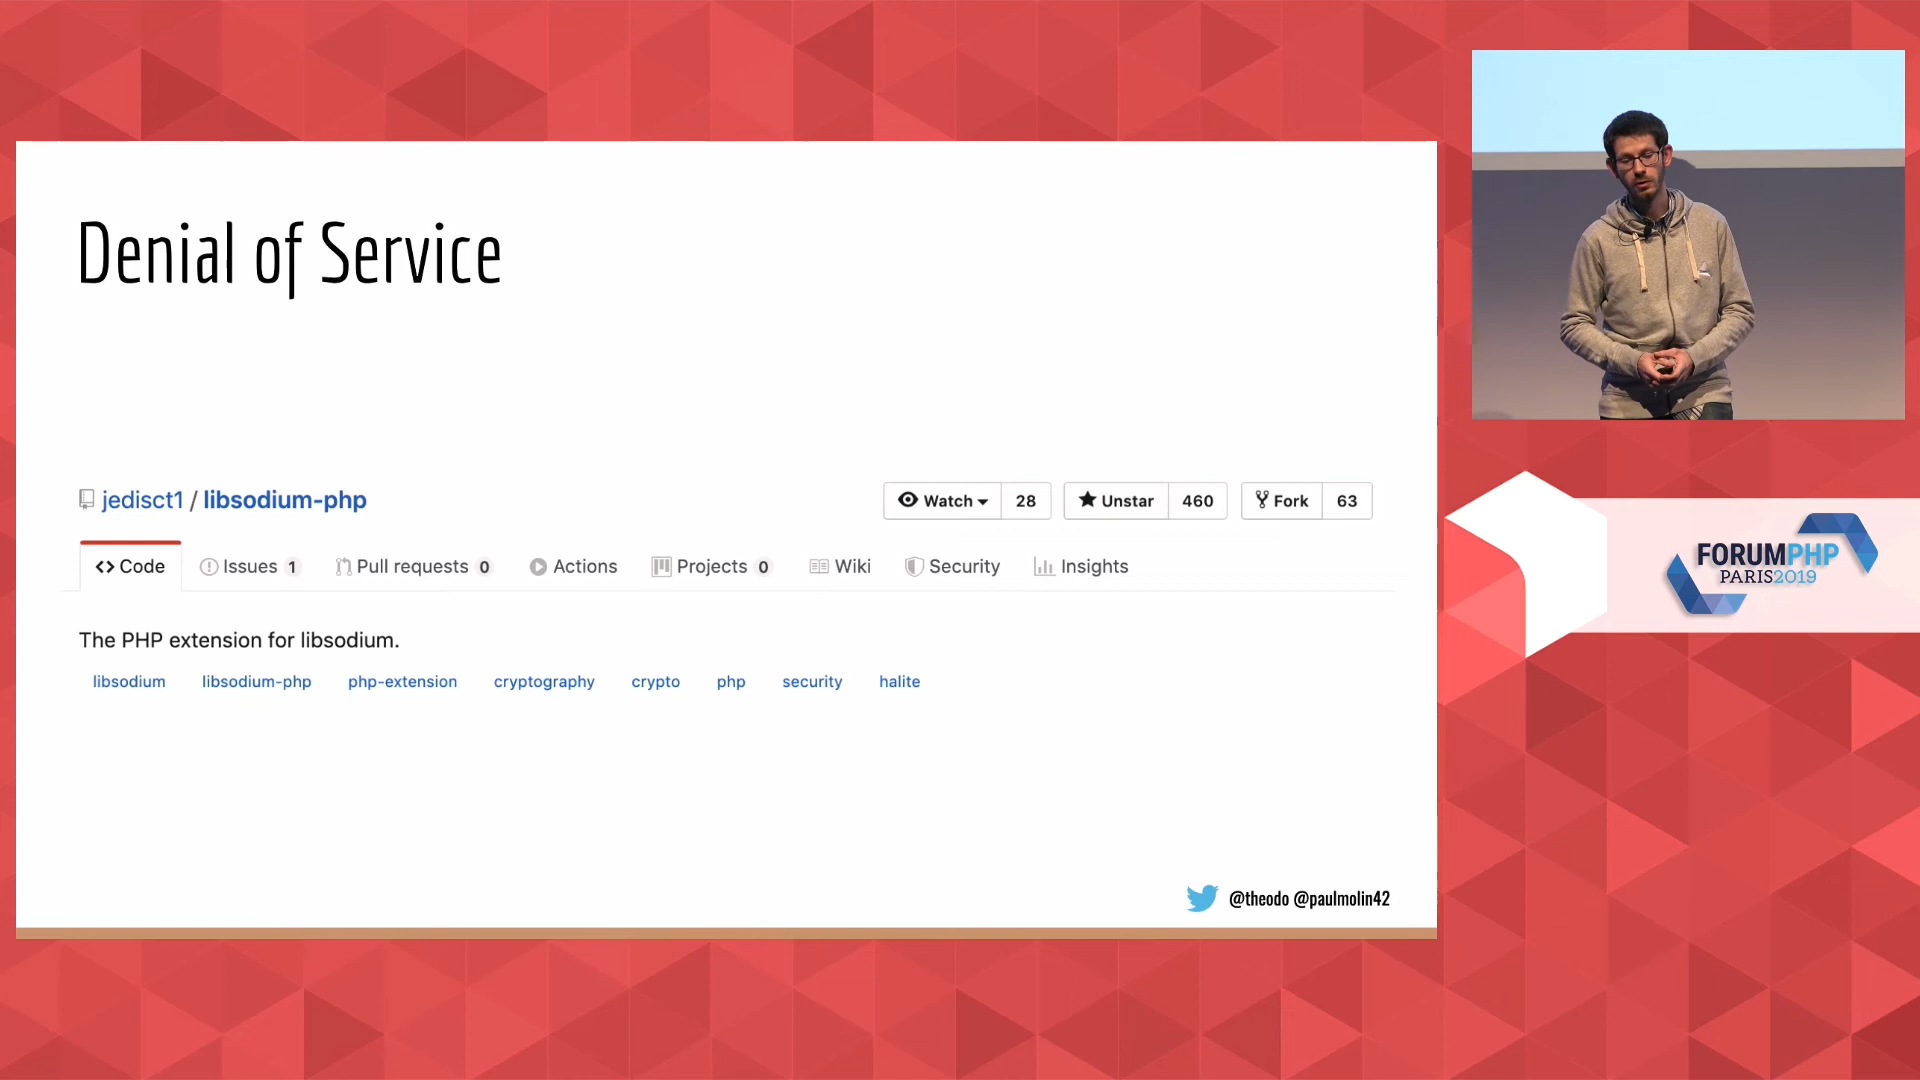 Denial of Service
jedisct1 / libsodium-php
Watch 28 Unstar 460 Fork 63
Code Issues 1 Pull requests 0 Actions Projects 0 Wiki Security Insights
The PHP extension for libsodium.
libsodium libsodium-php php-extension cryptography crypto php security halite
@theodo @paulmolin42
FORUMPHP
PARIS2019